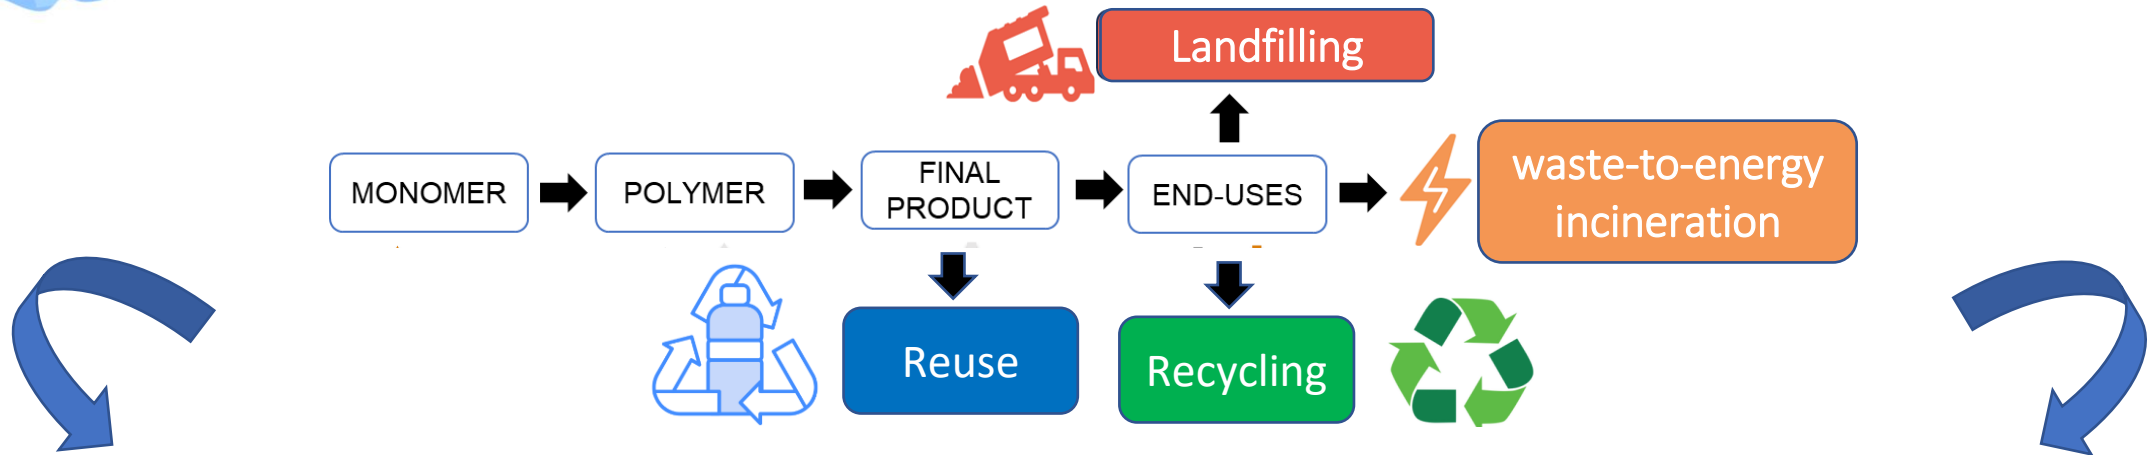 Landfilling
MONOMER
POLYMER
FINAL
PRODUCT
END-USES
waste-to-energy
incineration
Reuse
Recycling